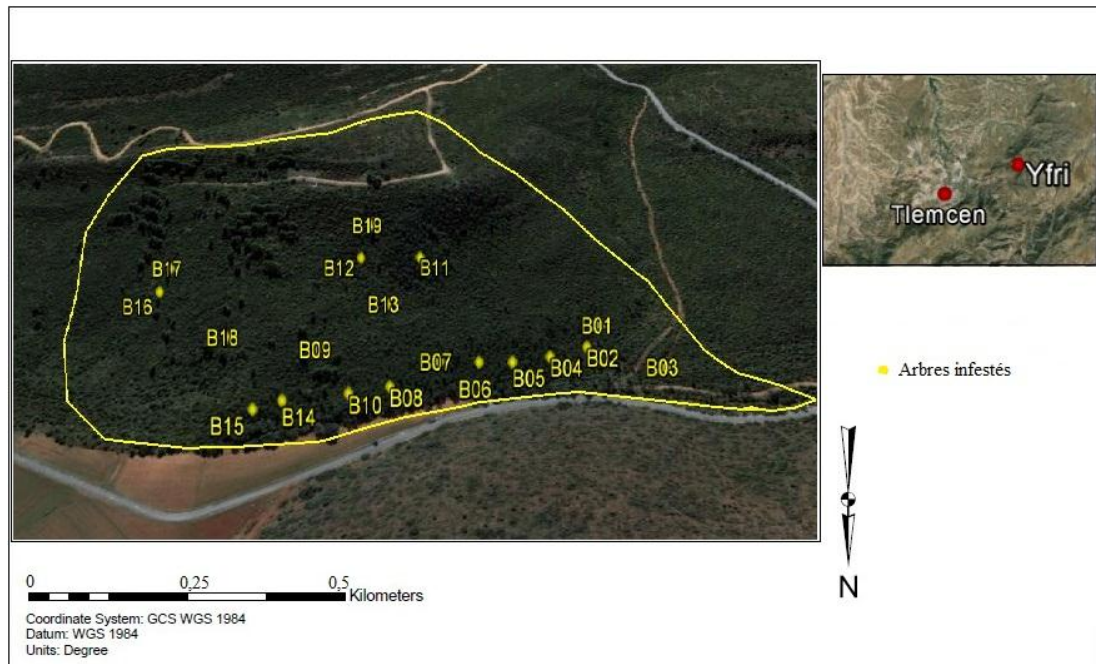 B19
B17
B12
B11
B16
B13
B18
B09
B01
B07
B04
B02
B03
B06
B05
B10
B08
B15
B14
Yfri
Tlemcen
Arbres infestés
N
0 0,25 0,5
Kilometers
Coordinate System: GCS WGS 1984
Datum: WGS 1984
Units: Degree